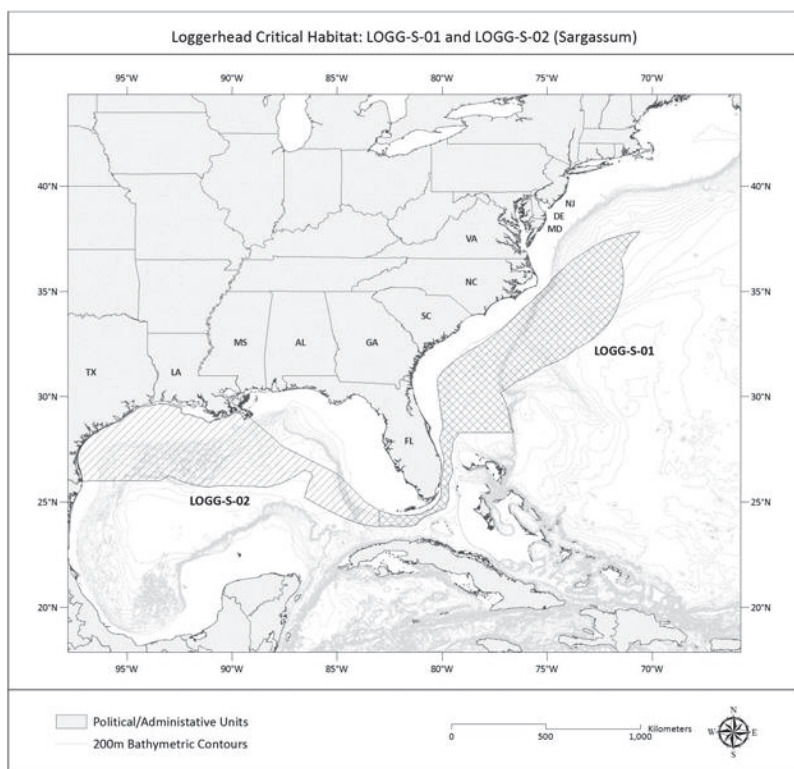 Loggerhead Critical Habitat: LOGG-S-01 and LOGG-S-02 (Sargassum)
95°W 90°W 85°W 80°W 75°W 70°W
40°N 40°N
NJ
DE
MD
VA
NC
35°N 35°N
SC
MS AL GA
LOGG-S-01
TX LA
30°N 30°N
FL
25°N 25°N
LOGG-S-02
20°N 20°N
95°W 90°W 85°W 80°W 75°W 70°W
Political/Administative Units
200m Bathymetric Contours
Kilometers
0 500 1,000
N
W E
S